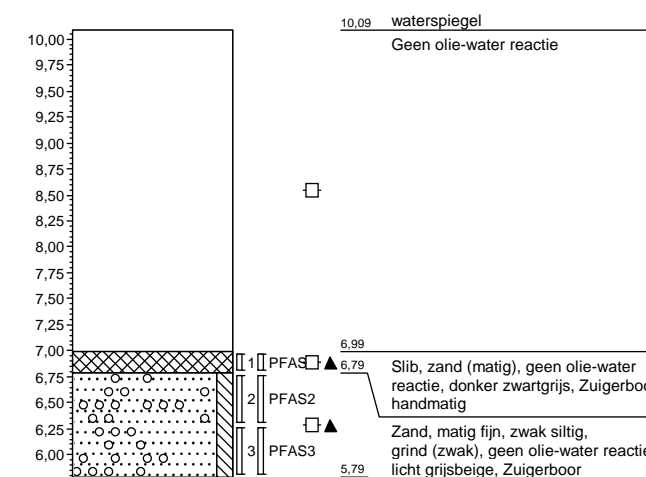 10,09 waterspiegel
Geen olie-water reactie
10,00
9,75
9,50
9,25
9,00
8,75
8,50
8,25
8,00
7,75
7,50
7,25
7,00
6,75
6,50
6,25
6,00
1 PFAS
2 PFAS2
3 PFAS3
6,99
6,79 Slib, zand (matig), geen olie-water
reactie, donker zwartgrijs, Zuigerboo
handmatig
Zand, matig fijn, zwak siltig,
grind (zwak), geen olie-water reactie
5,79 licht grijsbeige, Zuigerboor